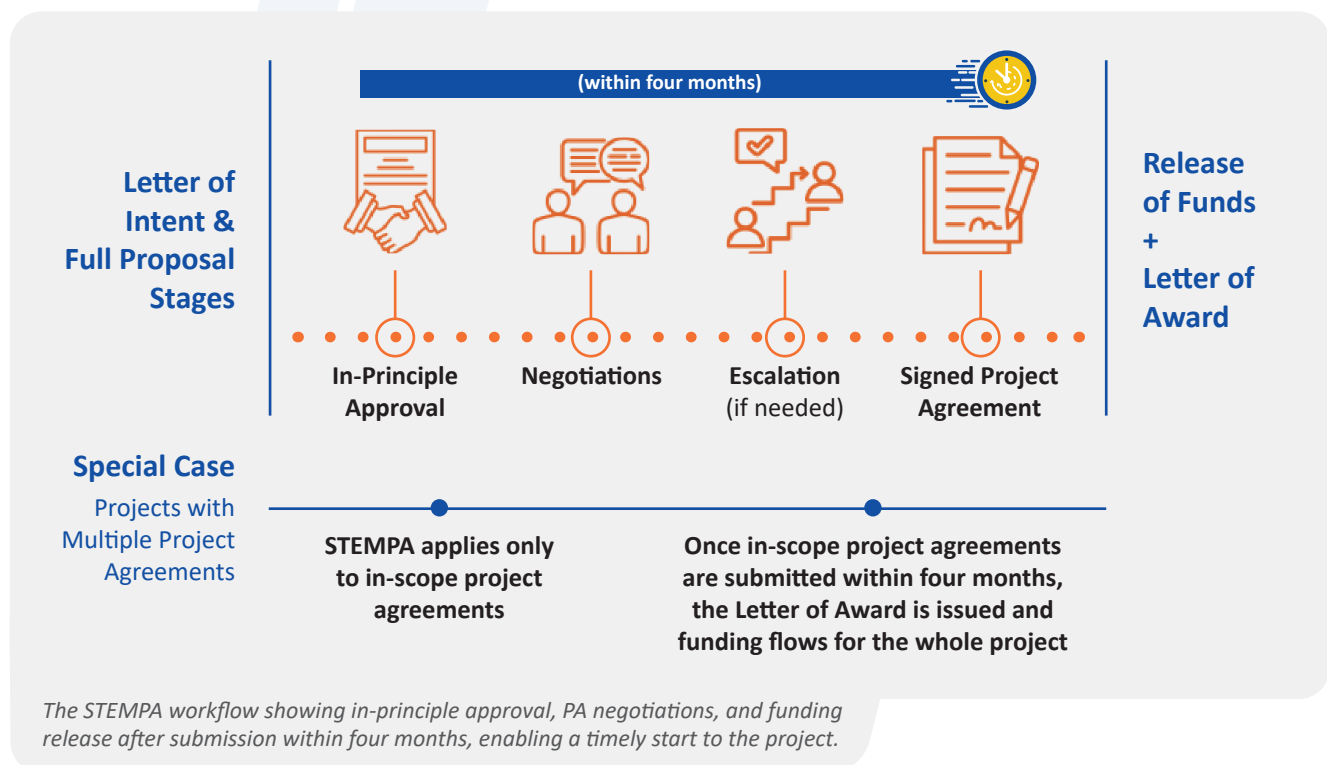 (within four months)
Letter of
Intent &
Full Proposal
Stages
In-Principle
Approval
Negotiations
Escalation
(if needed)
Signed Project
Agreement
Release
of Funds
+
Letter of
Award
Special Case
Projects with
Multiple Project
Agreements
STEMPA applies only
to in-scope project
agreements
Once in-scope project agreements
are submitted within four months,
the Letter of Award is issued and
funding flows for the whole project
The STEMPA workflow showing in-principle approval, PA negotiations, and funding
release after submission within four months, enabling a timely start to the project.